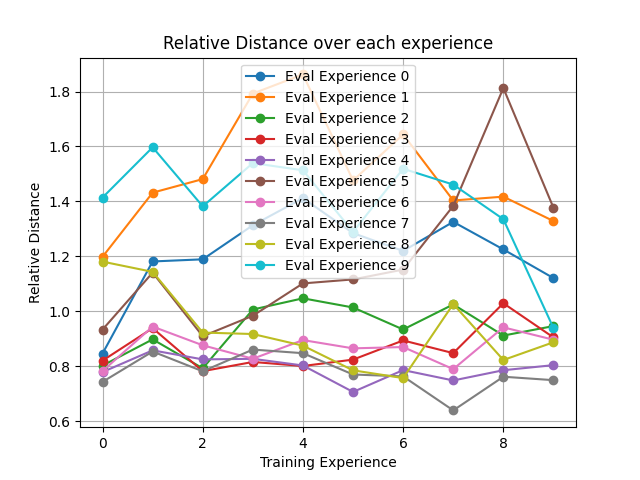 Relative Distance over each experience
Relative Distance
1.8
1.6
1.4
1.2
1.0
0.8
0.6
Eval Experience 0
Eval Experience 1
Eval Experience 2
Eval Experience 3
Eval Experience 4
Eval Experience 5
Eval Experience 6
Eval Experience 7
Eval Experience 8
Eval Experience 9
0 2 4 6 8
Training Experience